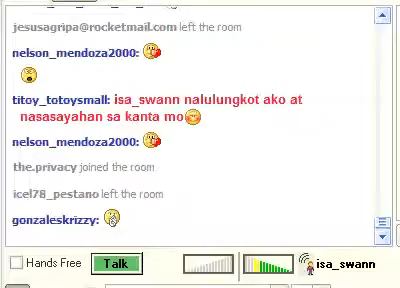 jesusagripa@rocketmail.com left the room
nelson_mendoza2000:
titoy_totoysmall: isa_swann nalulungkot ako at
nasasayahan sa kanta mo
nelson_mendoza2000:
the.privacy joined the room
icel78_pestano left the room
gonzaleskrizzy:
Hands Free
Talk
isa_swann